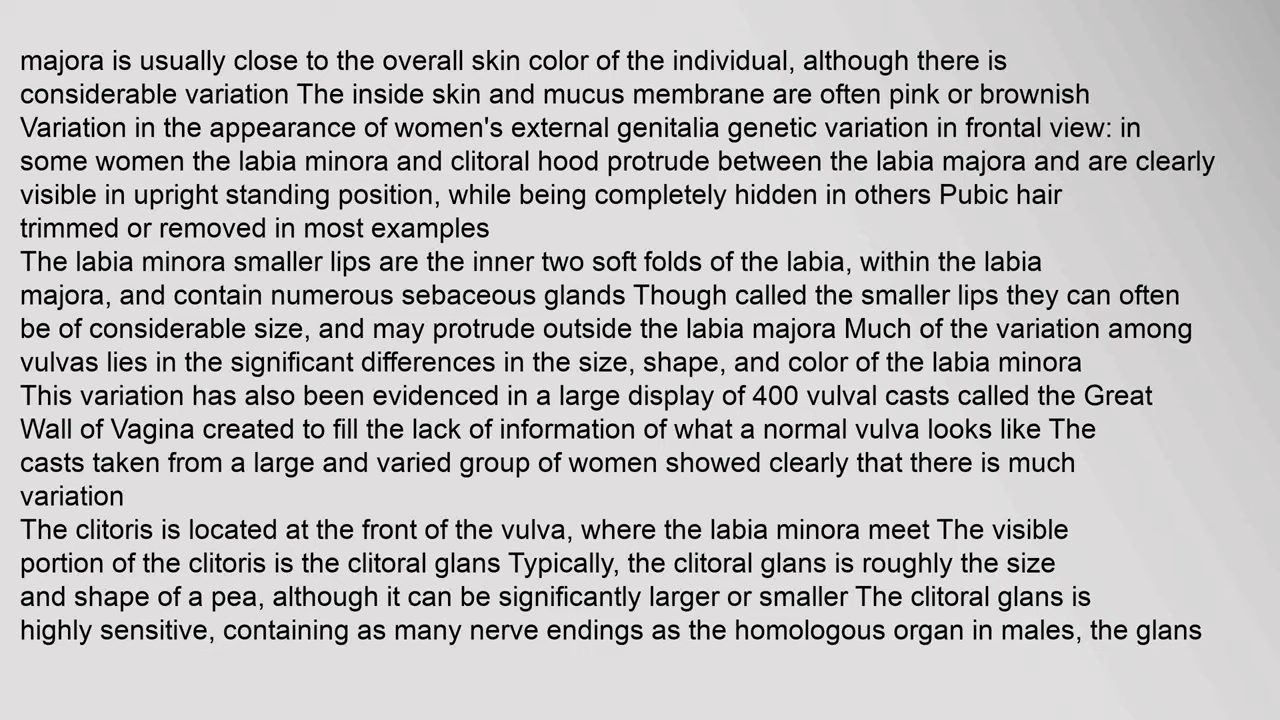 majora is usually close to the overall skin color of the individual, although there is
considerable variation The inside skin and mucus membrane are often pink or brownish
Variation in the appearance of women's external genitalia genetic variation in frontal view: in
some women the labia minora and clitoral hood protrude between the labia majora and are clearly
visible in upright standing position, while being completely hidden in others Pubic hair
trimmed or removed in most examples
The labia minora smaller lips are the inner two soft folds of the labia, within the labia
majora, and contain numerous sebaceous glands Though called the smaller lips they can often
be of considerable size, and may protrude outside the labia majora Much of the variation among
vulvas lies in the significant differences in the size, shape, and color of the labia minora
This variation has also been evidenced in a large display of 400 vulval casts called the Great
Wall of Vagina created to fill the lack of information of what a normal vulva looks like The
casts taken from a large and varied group of women showed clearly that there is much
variation
The clitoris is located at the front of the vulva, where the labia minora meet The visible
portion of the clitoris is the clitoral glans Typically, the clitoral glans is roughly the size
and shape of a pea, although it can be significantly larger or smaller The clitoral glans is
highly sensitive, containing as many nerve endings as the homologous organ in males, the glans